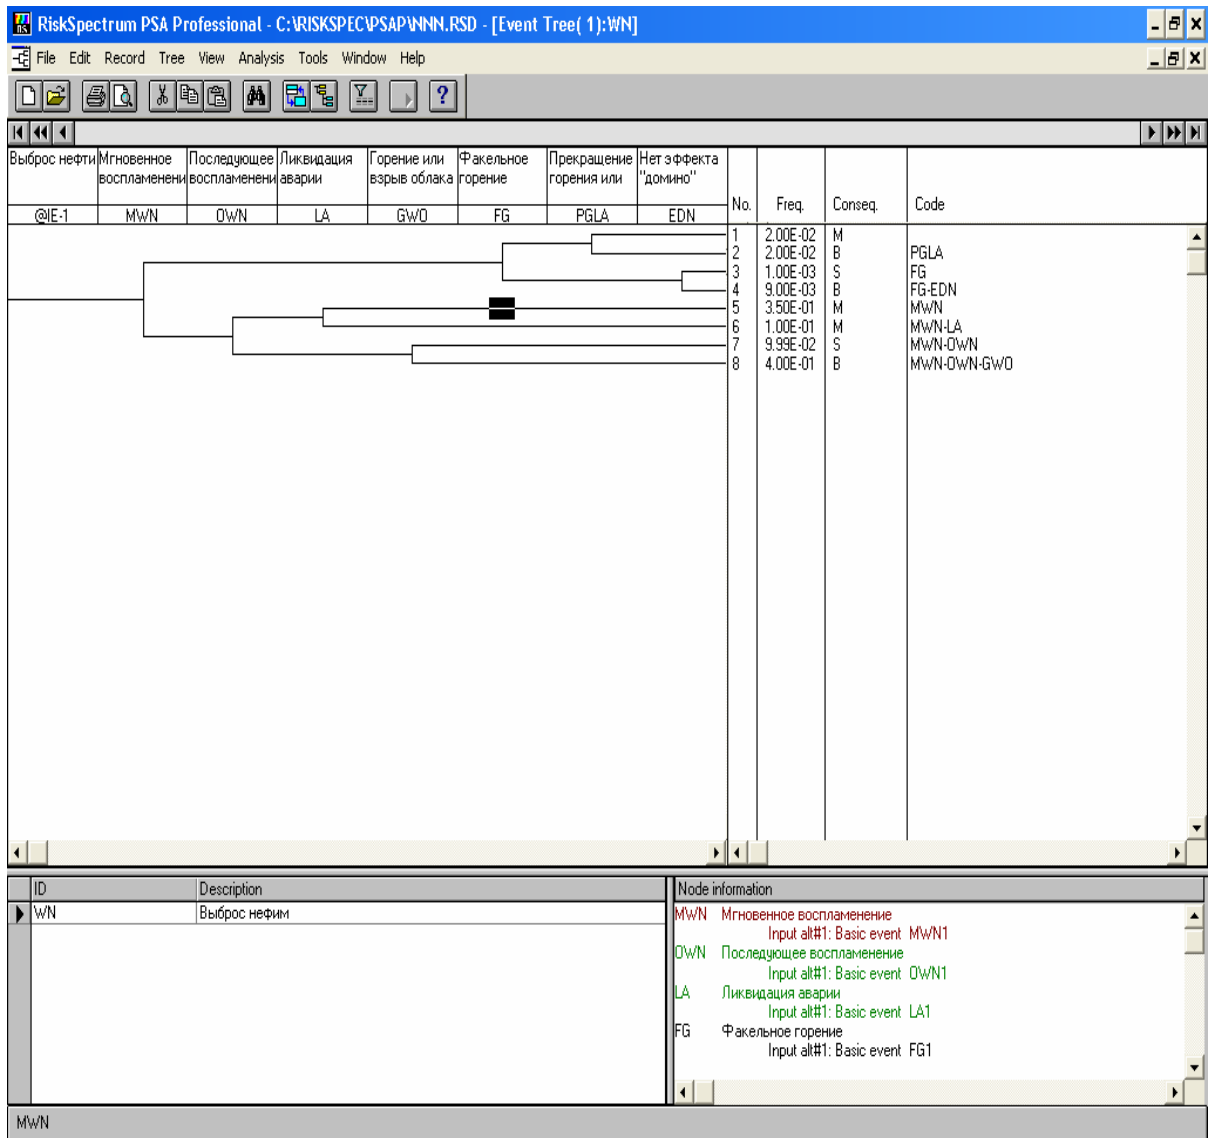 RiskSpectrum PSA Professional - C:\RISKSPEC\PSAP\NNN.RSD - [Event Tree( 1):WN]
File Edit Record Tree View Analysis Tools Window Help
Выброс нефти Мгновенное Последующее Ликвидация Горение или Факельное Прекращение Нет эффекта
воспламенени воспламенени аварии взрыв облака горение горения или "домино"
No. Freq. Conseq. Code
@IE-1 MWN OWN LA GWO FG PGLA EDN
1 2.00E-02 M
2 2.00E-02 B PGLA
3 1.00E-03 S FG
4 9.00E-03 B FG-EDN
5 3.50E-01 M MWN
6 1.00E-01 M MWN-LA
7 9.99E-02 S MWN-OWN
8 4.00E-01 B MWN-OWN-GWO
ID Description
WN Выброс нефим
Node information
MWN Мгновенное воспламенение
Input alt#1: Basic event MWN1
OWN Последующее воспламенение
Input alt#1: Basic event OWN1
LA Ликвидация аварии
Input alt#1: Basic event LA1
FG Факельное горение
Input alt#1: Basic event FG1
MWN